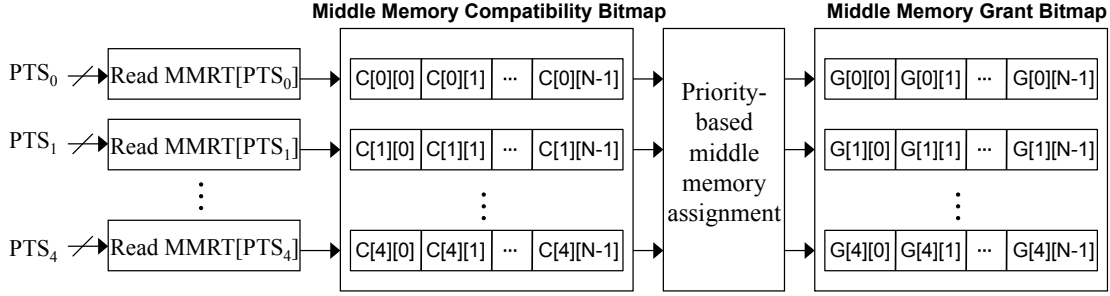 Middle Memory Compatibility Bitmap
Middle Memory Grant Bitmap
PTS0 Read MMRT[PTS0] C[0][0] C[0][1] ... C[0][N-1] G[0][0] G[0][1] ... G[0][N-1]
PTS1 Read MMRT[PTS1] C[1][0] C[1][1] ... C[1][N-1] G[1][0] G[1][1] ... G[1][N-1]
PTS4 Read MMRT[PTS4] C[4][0] C[4][1] ... C[4][N-1] G[4][0] G[4][1] ... G[4][N-1]
Priority-
based
middle
memory
assignment